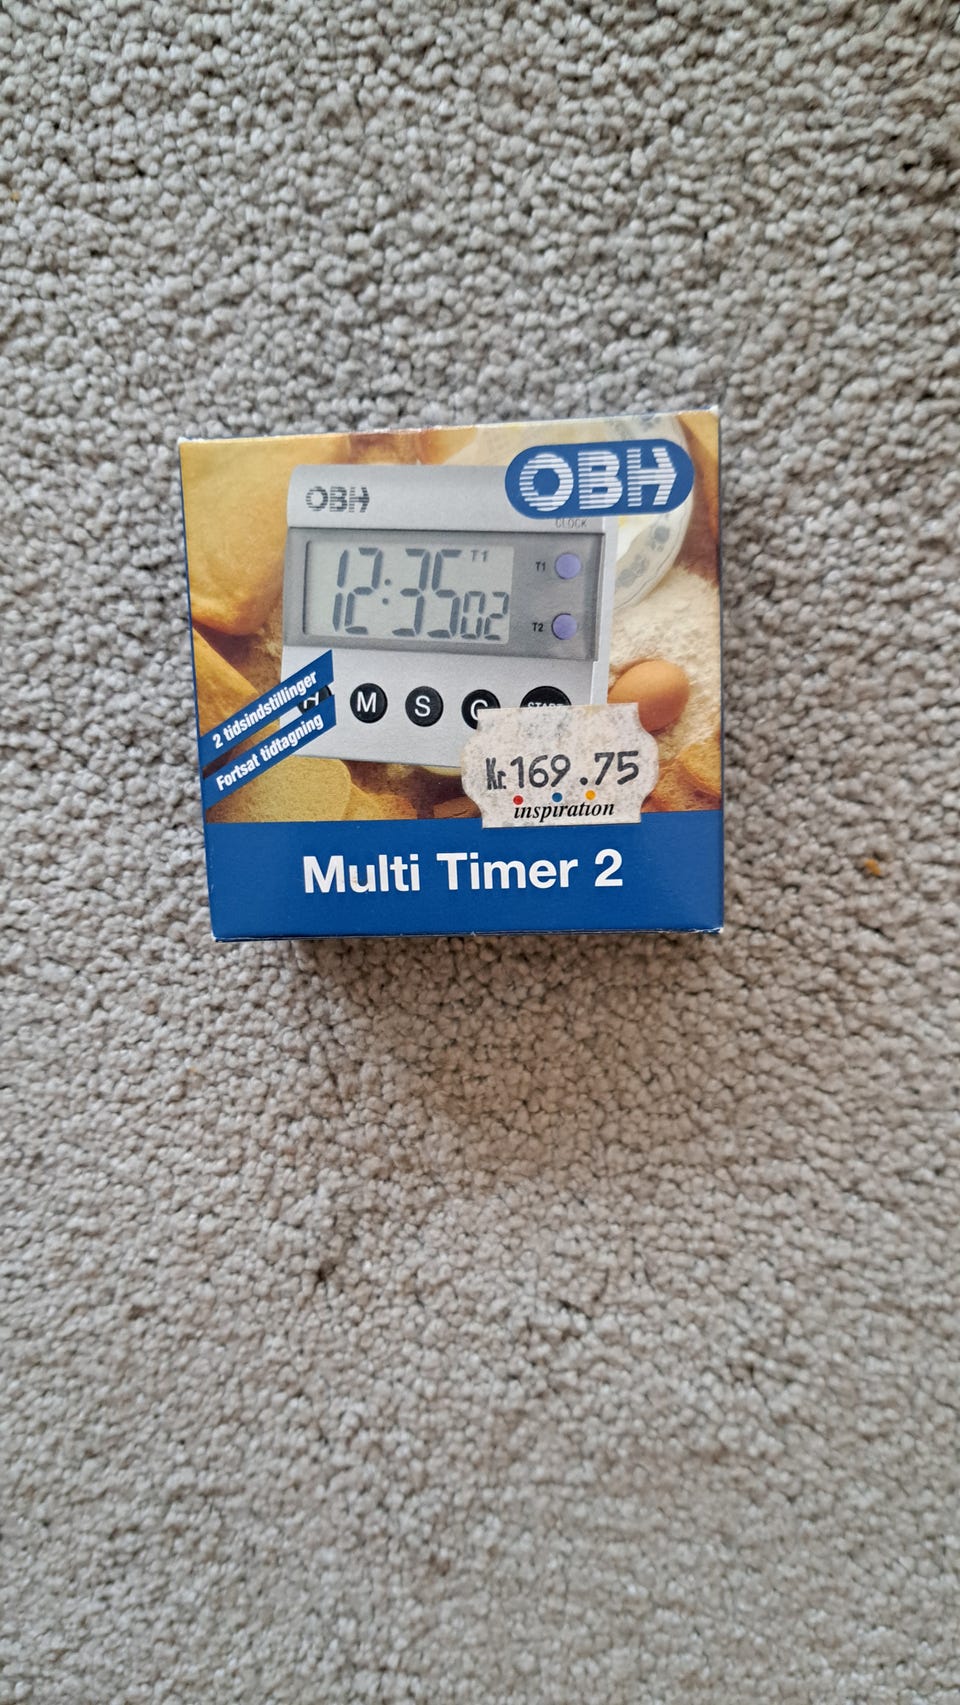 OBH
OBH
CLOCK
12:35 02
T1
T1
T2
M
S
2 tidsindstillinger
Fortsat tidtagning
Kr.169.75
inspiration
Multi Timer 2